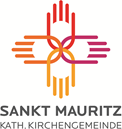 SANKT MAURITZ
KATH. KIRCHENGEMEINDE